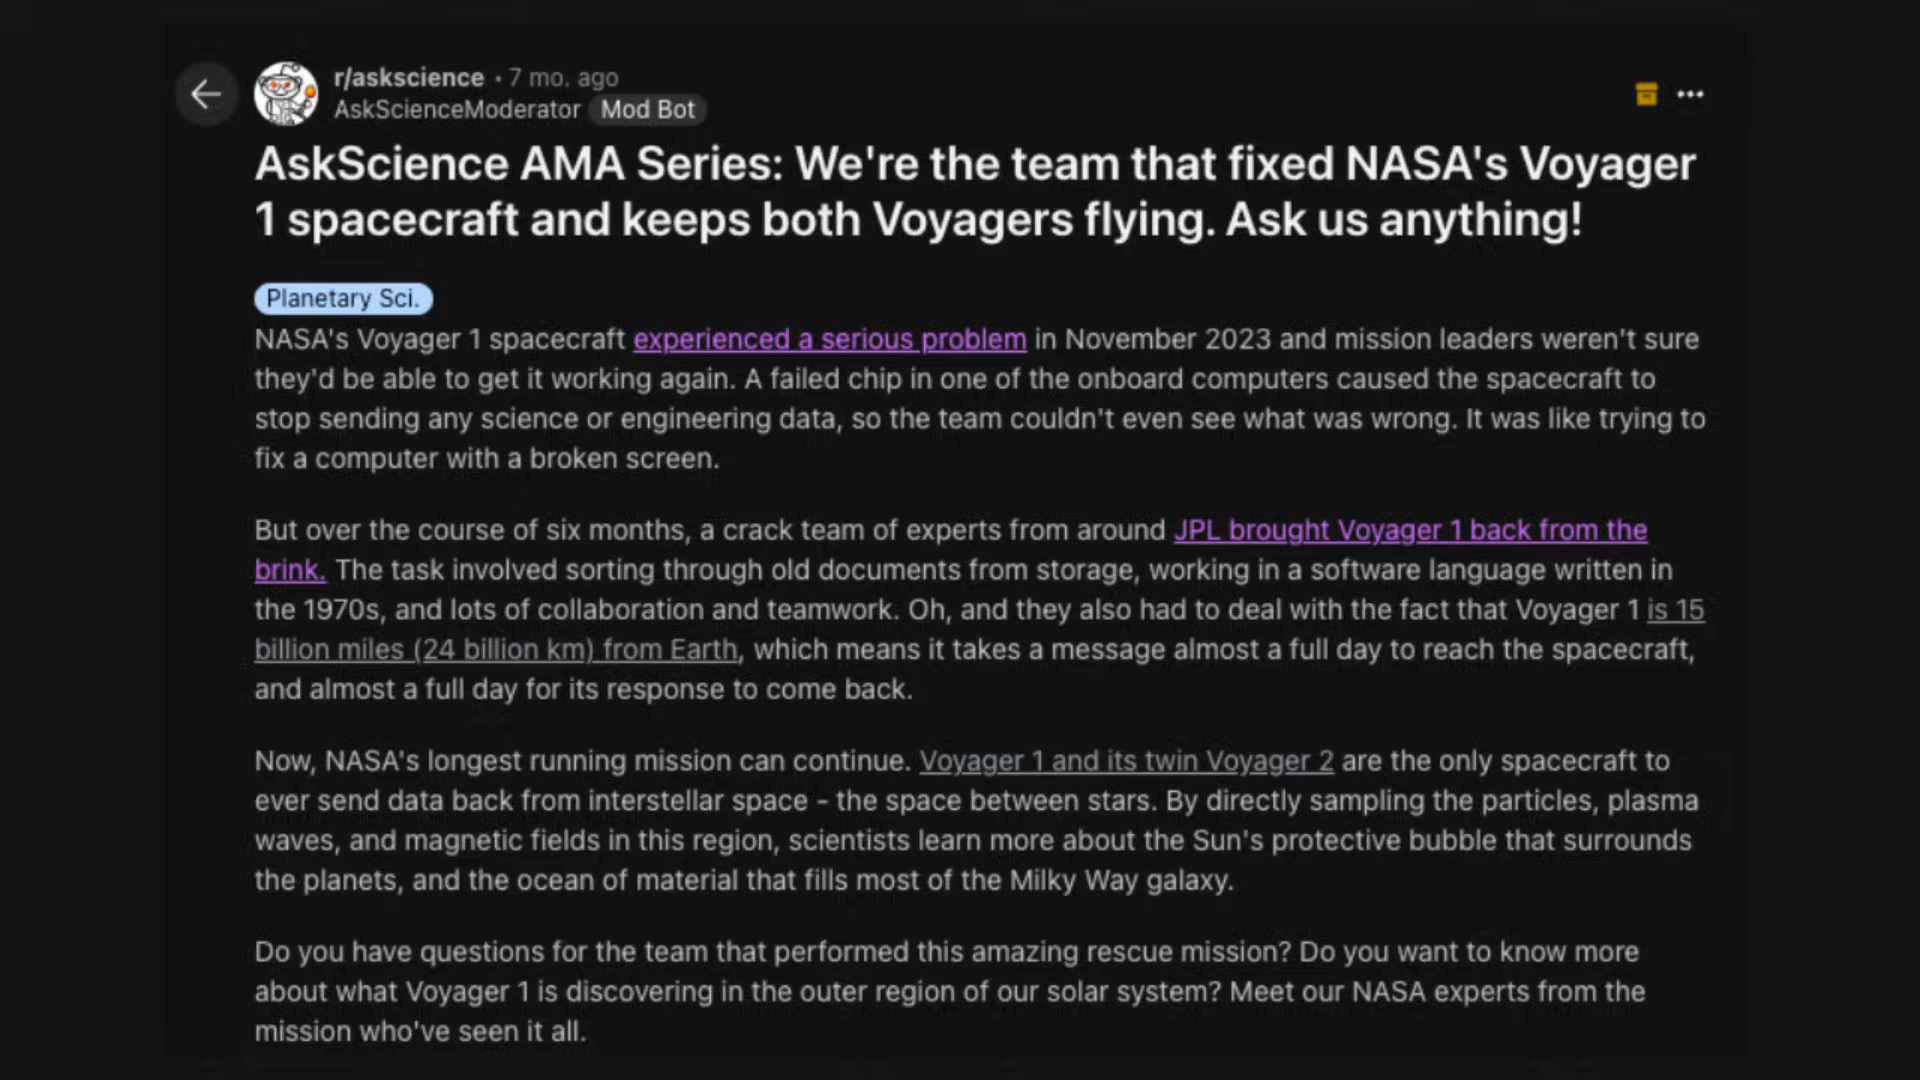 r/askscience • 7 mo. ago
AskScienceModerator Mod Bot
AskScience AMA Series: We're the team that fixed NASA's Voyager
1 spacecraft and keeps both Voyagers flying. Ask us anything!
Planetary Sci.
NASA's Voyager 1 spacecraft experienced a serious problem in November 2023 and mission leaders weren't sure
they'd be able to get it working again. A failed chip in one of the onboard computers caused the spacecraft to
stop sending any science or engineering data, so the team couldn't even see what was wrong. It was like trying to
fix a computer with a broken screen.
But over the course of six months, a crack team of experts from around JPL brought Voyager 1 back from the
brink. The task involved sorting through old documents from storage, working in a software language written in
the 1970s, and lots of collaboration and teamwork. Oh, and they also had to deal with the fact that Voyager 1 is 15
billion miles (24 billion km) from Earth, which means it takes a message almost a full day to reach the spacecraft,
and almost a full day for its response to come back.
Now, NASA's longest running mission can continue. Voyager 1 and its twin Voyager 2 are the only spacecraft to
ever send data back from interstellar space - the space between stars. By directly sampling the particles, plasma
waves, and magnetic fields in this region, scientists learn more about the Sun's protective bubble that surrounds
the planets, and the ocean of material that fills most of the Milky Way galaxy.
Do you have questions for the team that performed this amazing rescue mission? Do you want to know more
about what Voyager 1 is discovering in the outer region of our solar system? Meet our NASA experts from the
mission who've seen it all.